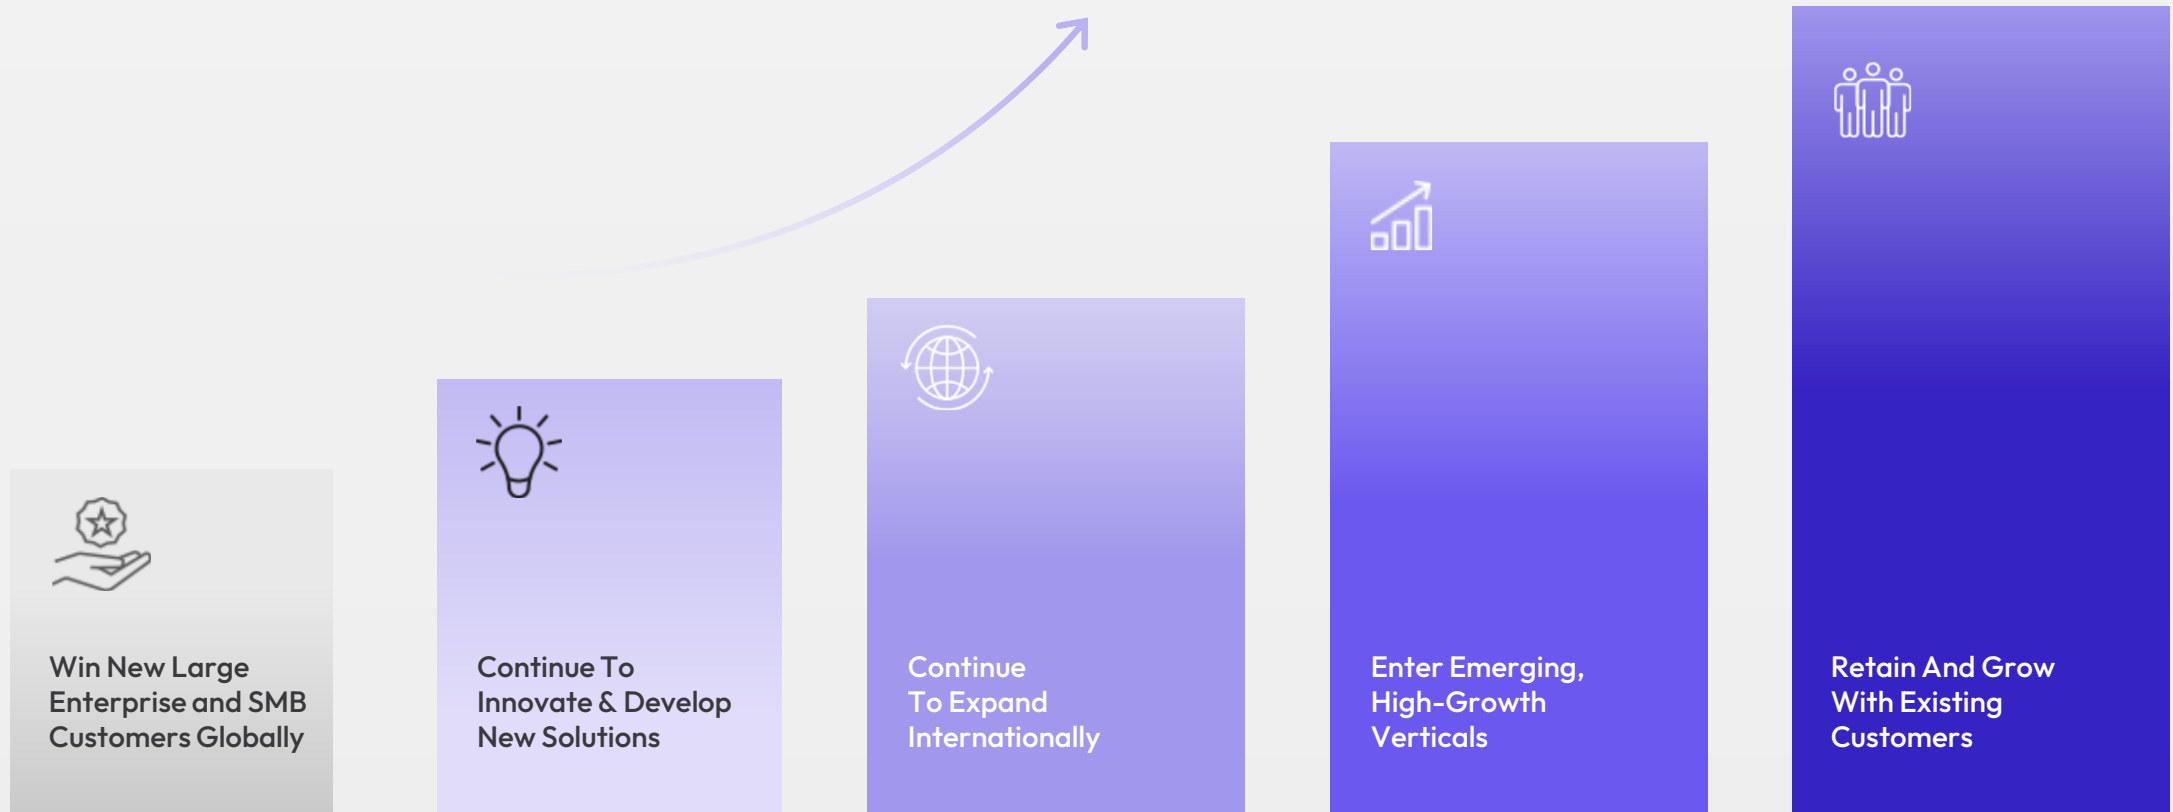 Win New Large
Enterprise and SMB
Customers Globally
Continue To
Innovate & Develop
New Solutions
Continue
To Expand
Internationally
Enter Emerging,
High-Growth
Verticals
Retain And Grow
With Existing
Customers